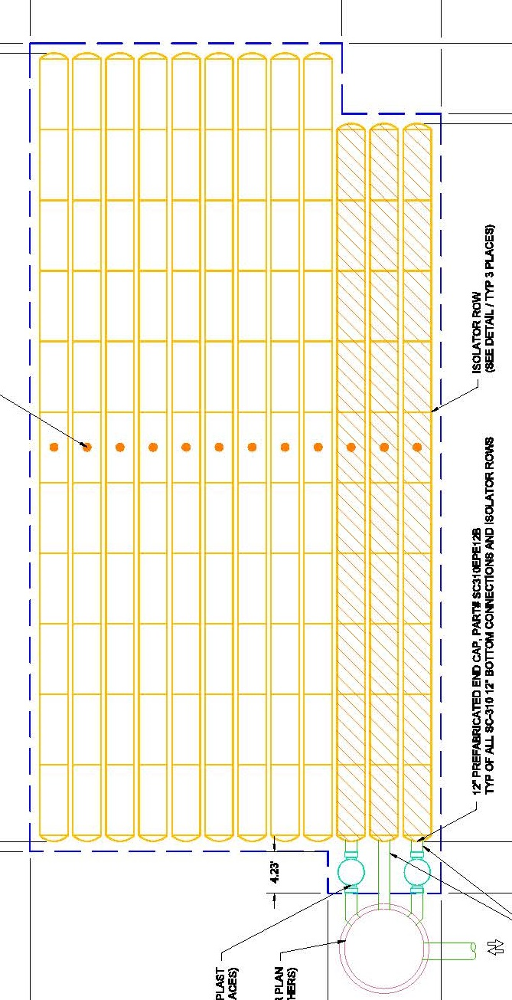 ISOLATOR ROW
(SEE DETAIL / TYP 3 PLACES)
12" PREFABRICATED END CAP, PART# SC310EPE12B
TYP OF ALL SC-310 12" BOTTOM CONNECTIONS AND ISOLATOR ROWS
4.23'
PLAST
ACES)
PLAN
HERS)